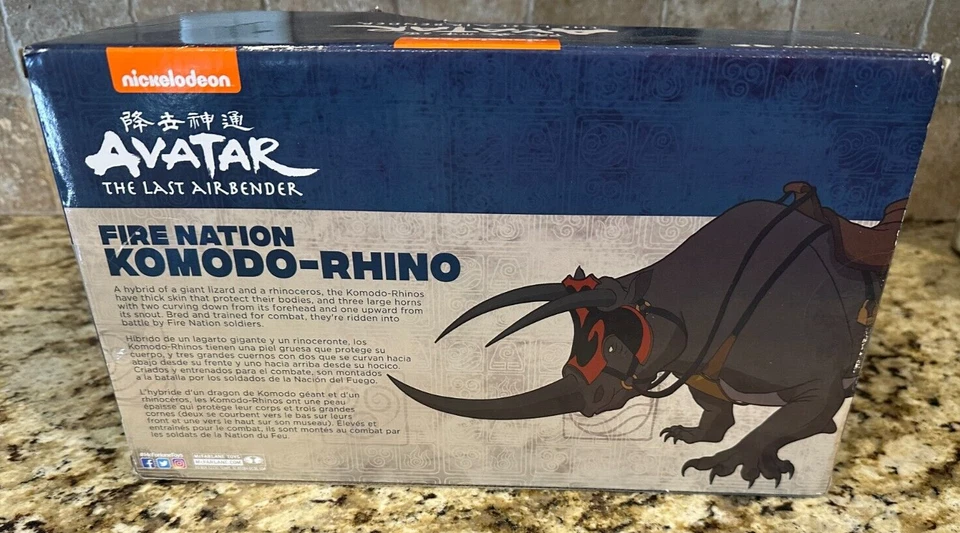 AVATAR
THE LAST AIRBENDER
nickelodeon
降去神通
AVATAR
THE LAST AIRBENDER
FIRE NATION
KOMODO-RHINO
A hybrid of a giant lizard and a rhinoceros, the Komodo-Rhinos
have thick skin that protect their bodies, and three large horns
with two curving down from its forehead and one upward from
its snout. Bred and trained for combat, they're ridden into
battle by Fire Nation soldiers.
Híbrido de un lagarto gigante y un rinoceronte, los
Komodo-Rhinos tienen una piel gruesa que protege su
cuerpo, y tres grandes cuernos con dos que se curvan hacia
abajo desde su frente y uno hacia arriba desde su hocico.
Criados y entrenados para el combate, son montados
a la batalla por los soldados de la Nación del Fuego.
L'hybride d'un dragon de Komodo géant et d'un
rhinocéros, les Komodo-Rhinos ont une peau
épaisse qui protège leur corps et trois grandes
cornes (deux se courbent vers le bas sur leurs
front et une vers le haut sur son museau). Élevés et
entraînés pour le combat, ils sont montés au combat par
les soldats de la Nation du Feu.
#McFarlaneToys
McFARLANE TOYS
McFARLANE.COM